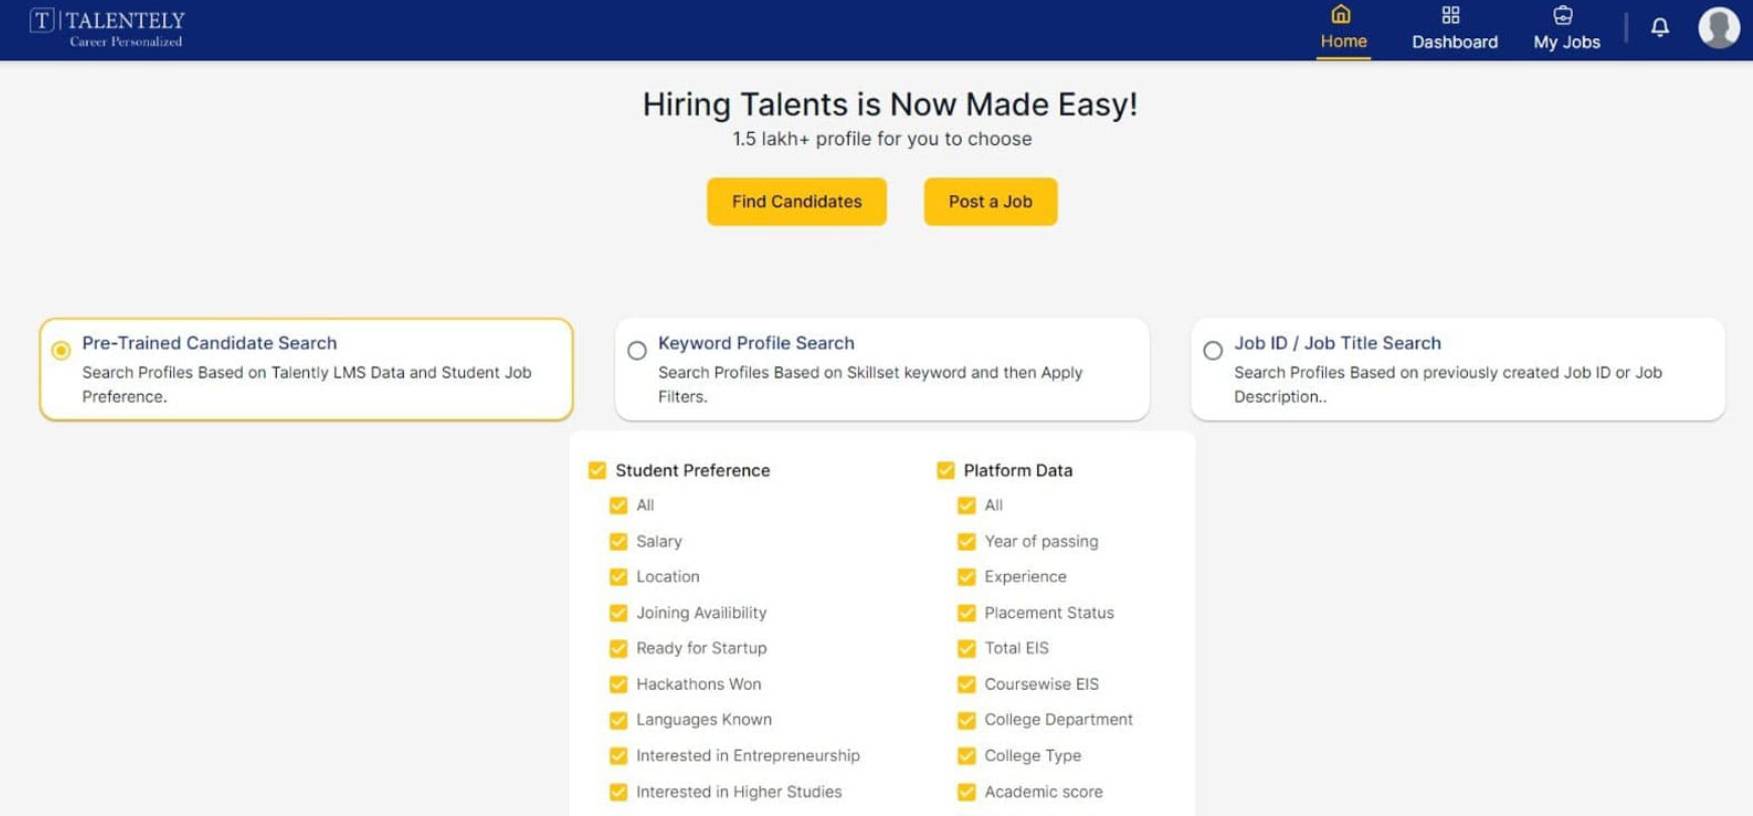 T TALENTELY
Career Personalized
Home
Dashboard
My Jobs
Hiring Talents is Now Made Easy!
1.5 lakh+ profile for you to choose
Find Candidates
Post a Job
Pre-Trained Candidate Search
Search Profiles Based on Talently LMS Data and Student Job
Preference.
Keyword Profile Search
Search Profiles Based on Skillset keyword and then Apply
Filters.
Job ID / Job Title Search
Search Profiles Based on previously created Job ID or Job
Description..
Student Preference
All
Salary
Location
Joining Availibility
Ready for Startup
Hackathons Won
Languages Known
Interested in Entrepreneurship
Interested in Higher Studies
Platform Data
All
Year of passing
Experience
Placement Status
Total EIS
Coursewise EIS
College Department
College Type
Academic score